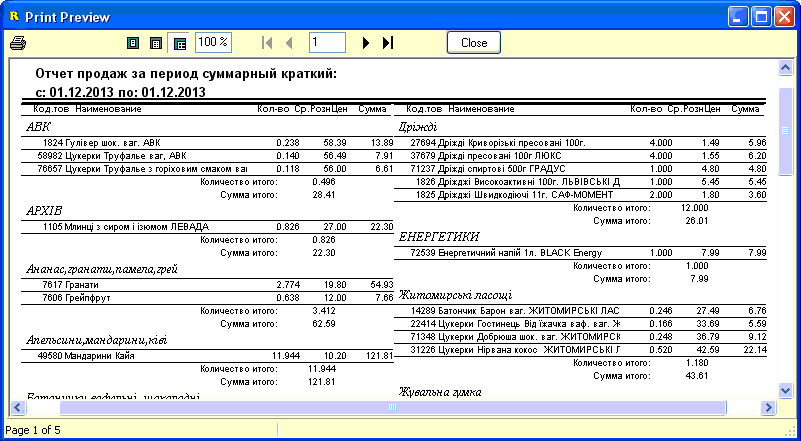 Print Preview
100 %
1
Close
Отчет продаж за период суммарный краткий:
с: 01.12.2013 по: 01.12.2013
Код.тов Наименование Кол-во Ср.РознЦен Сумма
АВК
1824 Гулівер шок. ваг. АВК 0.238 58.39 13.89
58982 Цукерки Труфалье ваг, АВК 0.140 56.49 7.91
76657 Цукерки Труфалье з горіховим смаком ваг 0.118 56.00 6.61
Количество итого: 0.496
Сумма итого: 28.41
АРХІВ
1105 Млинці з сиром і ізюмом ЛЕВАДА 0.826 27.00 22.30
Количество итого: 0.826
Сумма итого: 22.30
Ананас,гранати,памела,грей
7617 Гранати 2.774 19.80 54.93
7606 Грейпфрут 0.638 12.00 7.66
Количество итого: 3.412
Сумма итого: 62.59
Апельсини,мандарини,ківі
49580 Мандарини Кайя 11.944 10.20 121.81
Количество итого: 11.944
Сумма итого: 121.81
Батончики вафельні, шоколадні
Код.тов Наименование Кол-во Ср.РознЦен Сумма
Дріжді
27694 Дріжді Криворізькі пресовані 100г. 4.000 1.49 5.96
37679 Дріжді пресовані 100г ЛЮКС 4.000 1.55 6.20
71237 Дріжді спиртові 500г ГРАДУС 1.000 4.80 4.80
1826 Дріжджі Високоактивні 100г. ЛЬВІВСЬКІ Д 1.000 5.45 5.45
1825 Дріжджі Швидкодіючі 11г. САФ-МОМЕНТ 2.000 1.80 3.60
Количество итого: 12.000
Сумма итого: 26.01
ЕНЕРГЕТИКИ
72539 Енергетичний напій 1л. BLACK Energy 1.000 7.99 7.99
Количество итого: 1.000
Сумма итого: 7.99
Житомирські ласощі
14289 Батончик Барон ваг. ЖИТОМИРСЬКІ ЛАС 0.246 27.49 6.76
22414 Цукерки Гостинець Від їжачка ваф. ваг. Ж 0.166 33.69 5.59
71348 Цукерки Добрюша шок. ваг. ЖИТОМИРСЬ 0.248 36.79 9.12
31226 Цукерки Нірвана кокос ЖИТОМИРСЬКІ Л 0.520 42.59 22.14
Количество итого: 1.180
Сумма итого: 43.61
Жувальна гумка
Page 1 of 5